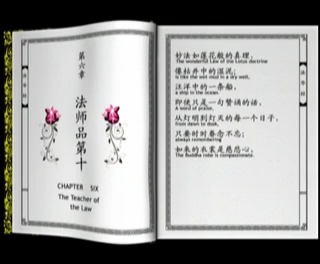 第六章
法师品第十
CHAPTER SIX
The Teacher of
the Law
妙法如莲花般的真理,
The wonderful Law of the Lotus doctrine
像枯井中的湿泥;
is like the wet mud in a dry well,
汪洋中的一条船,
a ship in the ocean.
即使只是一句赞诵的话,
A word of praise,
从灯明到灯灭的每一个日子,
from dawn to dusk,
只要时时眷念不忘;
always remembering
如来的衣裳是慈悲心,
The Buddha robe is compassionate.